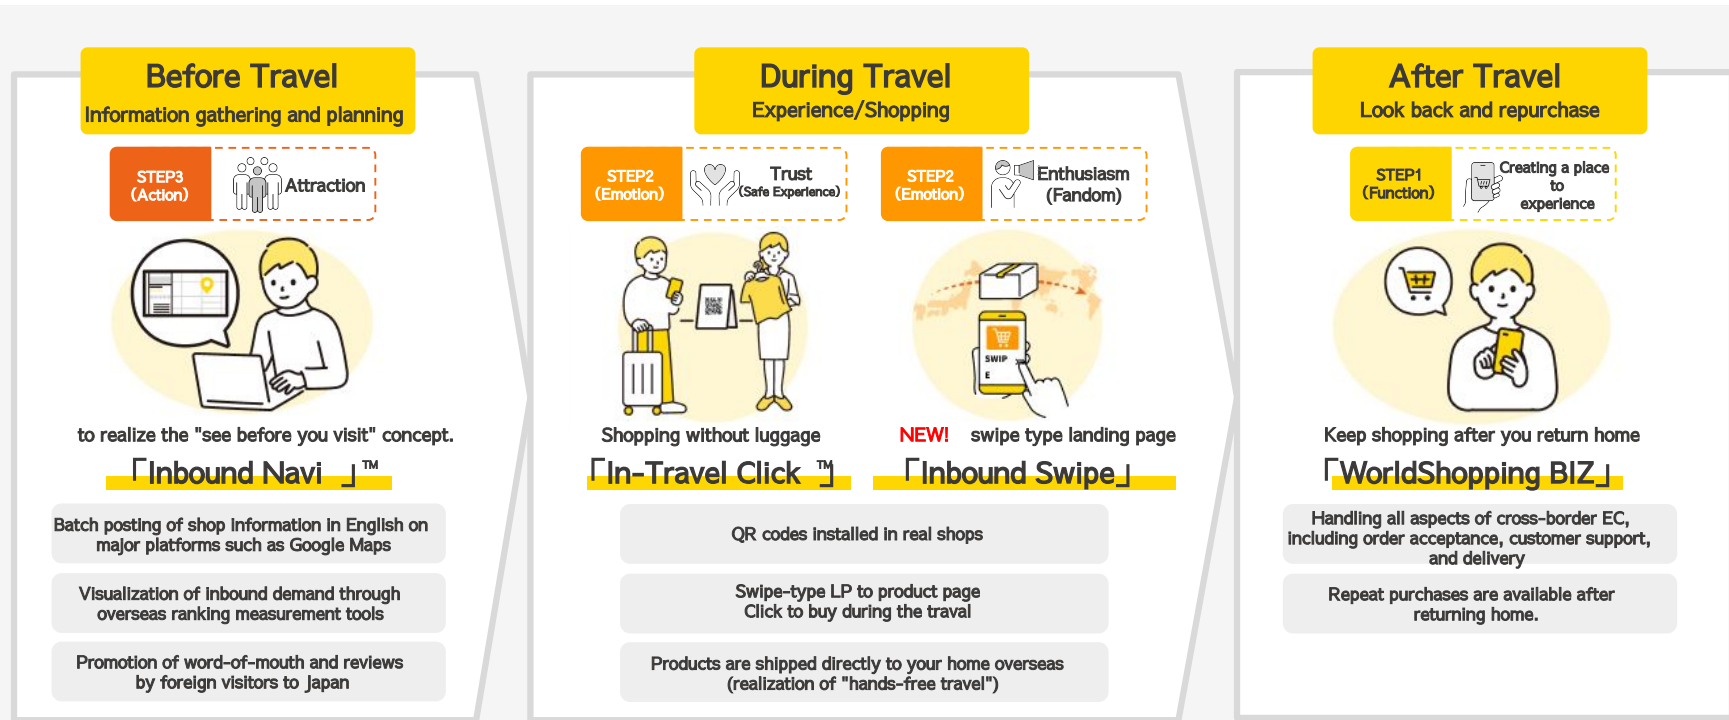 Before Travel
Information gathering and planning
STEP3
(Action)
Attraction
to realize the "see before you visit" concept.
「Inbound Navi 」™
Batch posting of shop information in English on
major platforms such as Google Maps
Visualization of inbound demand through
overseas ranking measurement tools
Promotion of word-of-mouth and reviews
by foreign visitors to Japan
During Travel
Experience/Shopping
STEP2
(Emotion)
Trust
(Safe Experience)
STEP2
(Emotion)
Enthusiasm
(Fandom)
SWIP
E
Shopping without luggage
「In-Travel Click ™」
NEW! swipe type landing page
「Inbound Swipe」
QR codes installed in real shops
Swipe-type LP to product page
Click to buy during the traval
Products are shipped directly to your home overseas
(realization of "hands-free travel")
After Travel
Look back and repurchase
STEP1
(Function)
Creating a place
to
experience
Keep shopping after you return home
「WorldShopping BIZ」
Handling all aspects of cross-border EC,
including order acceptance, customer support,
and delivery
Repeat purchases are available after
returning home.